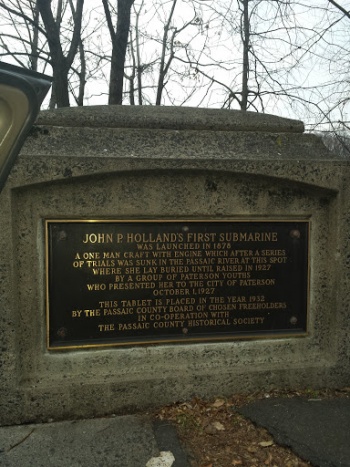 JOHN P. HOLLAND'S FIRST SUBMARINE
WAS LAUNCHED IN 1878
A ONE MAN CRAFT WITH ENGINE WHICH AFTER A SERIES
OF TRIALS WAS SUNK IN THE PASSAIC RIVER AT THIS SPOT
WHERE SHE LAY BURIED UNTIL RAISED IN 1927
BY A GROUP OF PATERSON YOUTHS
WHO PRESENTED HER TO THE CITY OF PATERSON
OCTOBER 1, 1927
THIS TABLET IS PLACED IN THE YEAR 1932
BY THE PASSAIC COUNTY BOARD OF CHOSEN FREEHOLDERS
IN CO-OPERATION WITH
THE PASSAIC COUNTY HISTORICAL SOCIETY